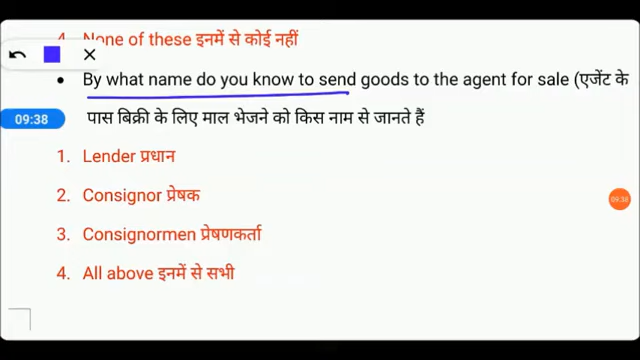 4. None of these इनमें से कोई नहीं
• By what name do you know to send goods to the agent for sale (एजेंट के
09:38
पास बिक्री के लिए माल भेजने को किस नाम से जानते हैं
1. Lender प्रधान
2. Consignor प्रेषक
09:38
3. Consignormen प्रेषणकर्ता
4. All above इनमें से सभी